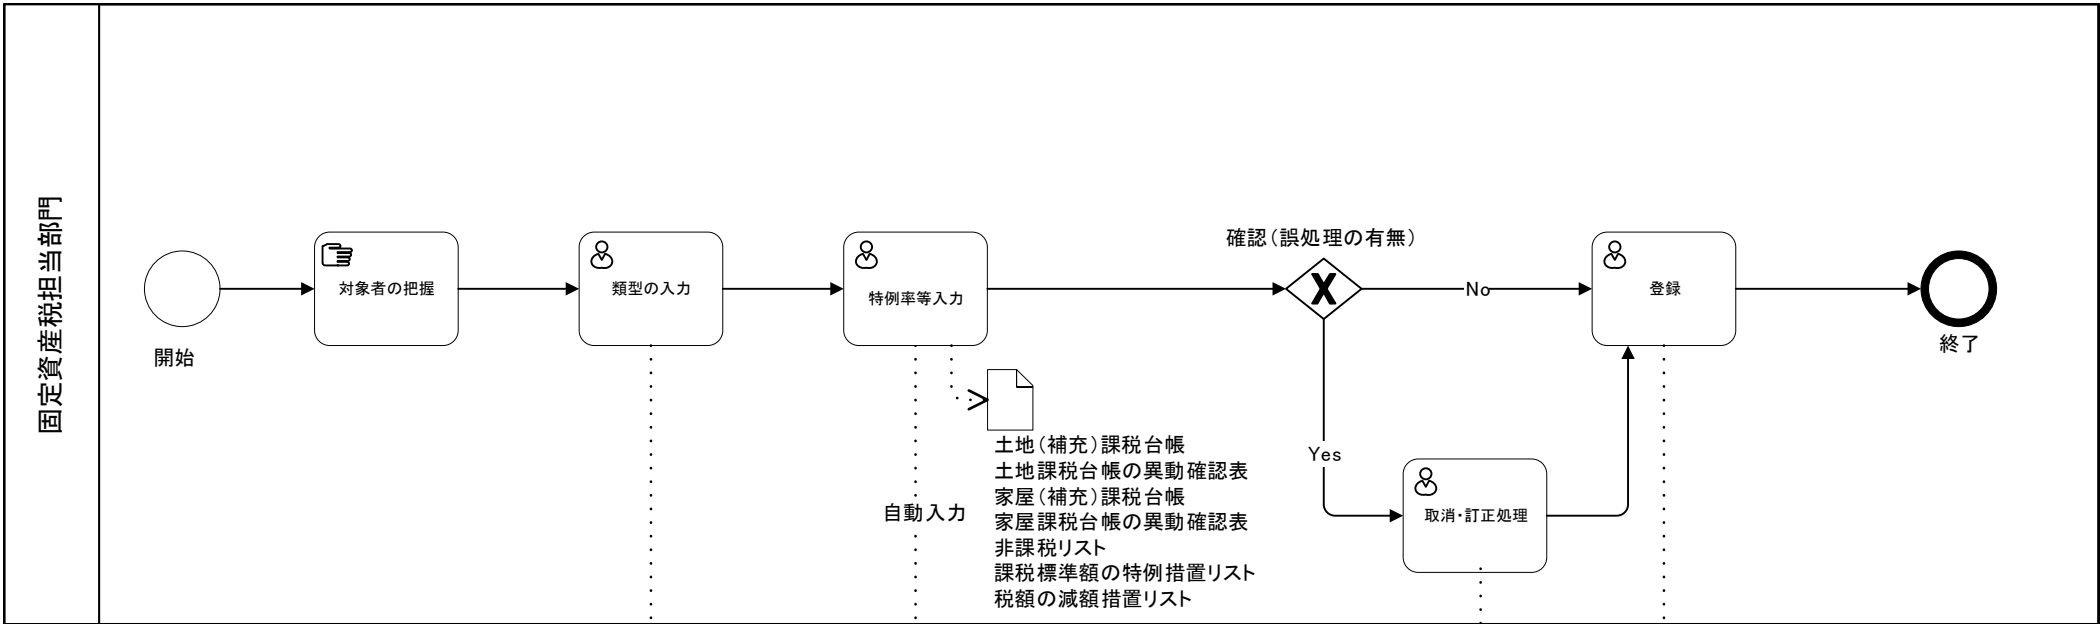 固定資産税担当部門
開始
対象者の把握
類型の入力
特例率等入力
自動入力
土地（補充）課税台帳
土地課税台帳の異動確認表
家屋（補充）課税台帳
家屋課税台帳の異動確認表
非課税リスト
課税標準額の特例措置リスト
税額の減額措置リスト
確認（誤処理の有無）
X
No
Yes
取消・訂正処理
登録
終了